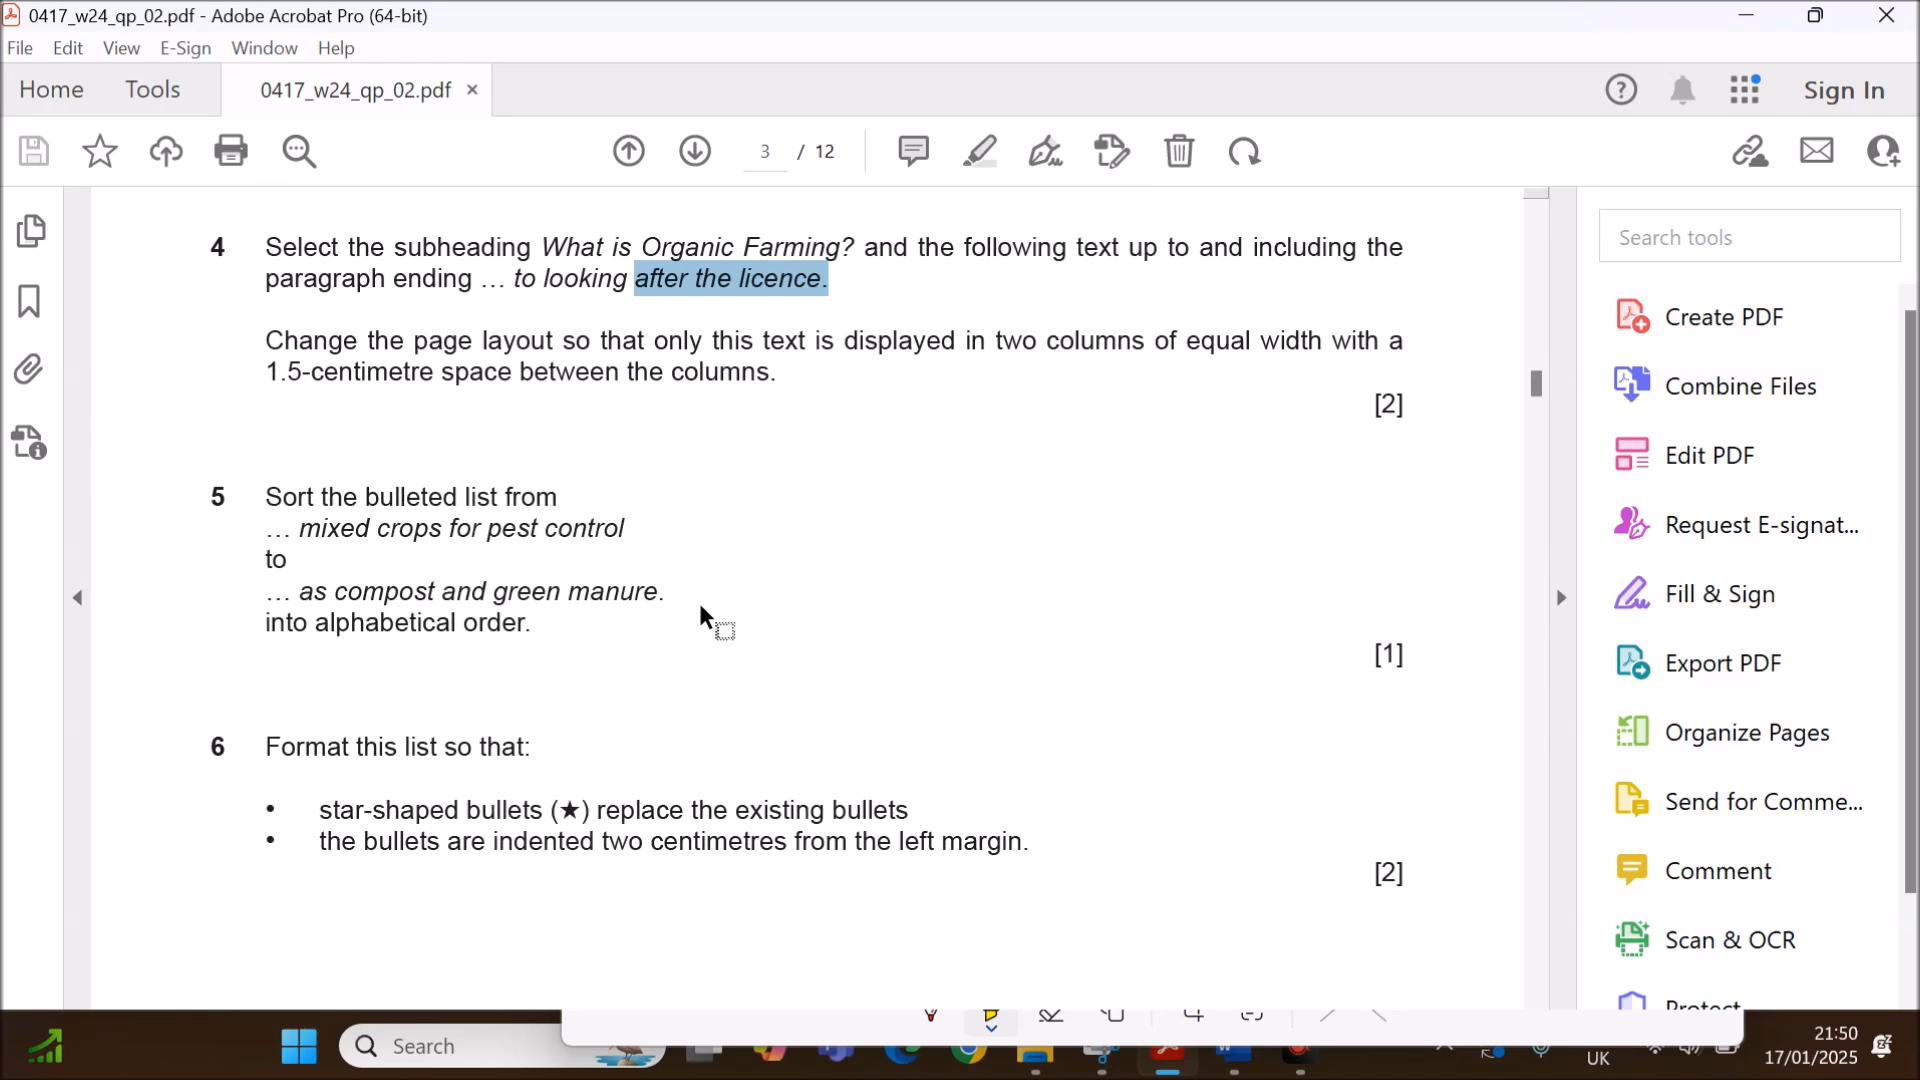 0417_w24_qp_02.pdf - Adobe Acrobat Pro (64-bit)
File Edit View E-Sign Window Help
Home Tools 0417_w24_qp_02.pdf × Sign In
3 / 12
4 Select the subheading What is Organic Farming? and the following text up to and including the
paragraph ending … to looking after the licence.
Change the page layout so that only this text is displayed in two columns of equal width with a
1.5-centimetre space between the columns.
[2]
5 Sort the bulleted list from
… mixed crops for pest control
to
… as compost and green manure.
into alphabetical order.
[1]
6 Format this list so that:
• star-shaped bullets (★) replace the existing bullets
• the bullets are indented two centimetres from the left margin.
[2]
Search tools
Create PDF
Combine Files
Edit PDF
Request E-signat...
Fill & Sign
Export PDF
Organize Pages
Send for Comme...
Comment
Scan & OCR
Protect
Search
UK
21:50
17/01/2025